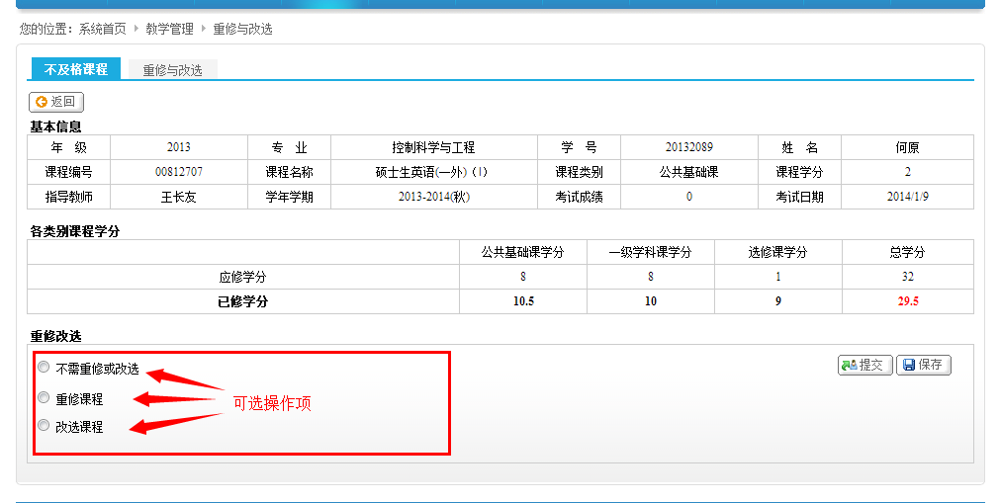 您的位置：系统首页 教学管理 重修与改选
不及格课程 重修与改选
返回
基本信息
年 级 2013 专 业 控制科学与工程 学 号 20132089 姓 名 何原
课程编号 00812707 课程名称 硕士生英语(一外)（I） 课程类别 公共基础课 课程学分 2
指导教师 王长友 学年学期 2013-2014(秋) 考试成绩 0 考试日期 2014/1/9
各类别课程学分
公共基础课学分 一级学科课学分 选修课学分 总学分
应修学分 8 8 1 32
已修学分 10.5 10 9 29.5
重修改选
不需重修或改选 提交 保存
重修课程 可选操作项
改选课程